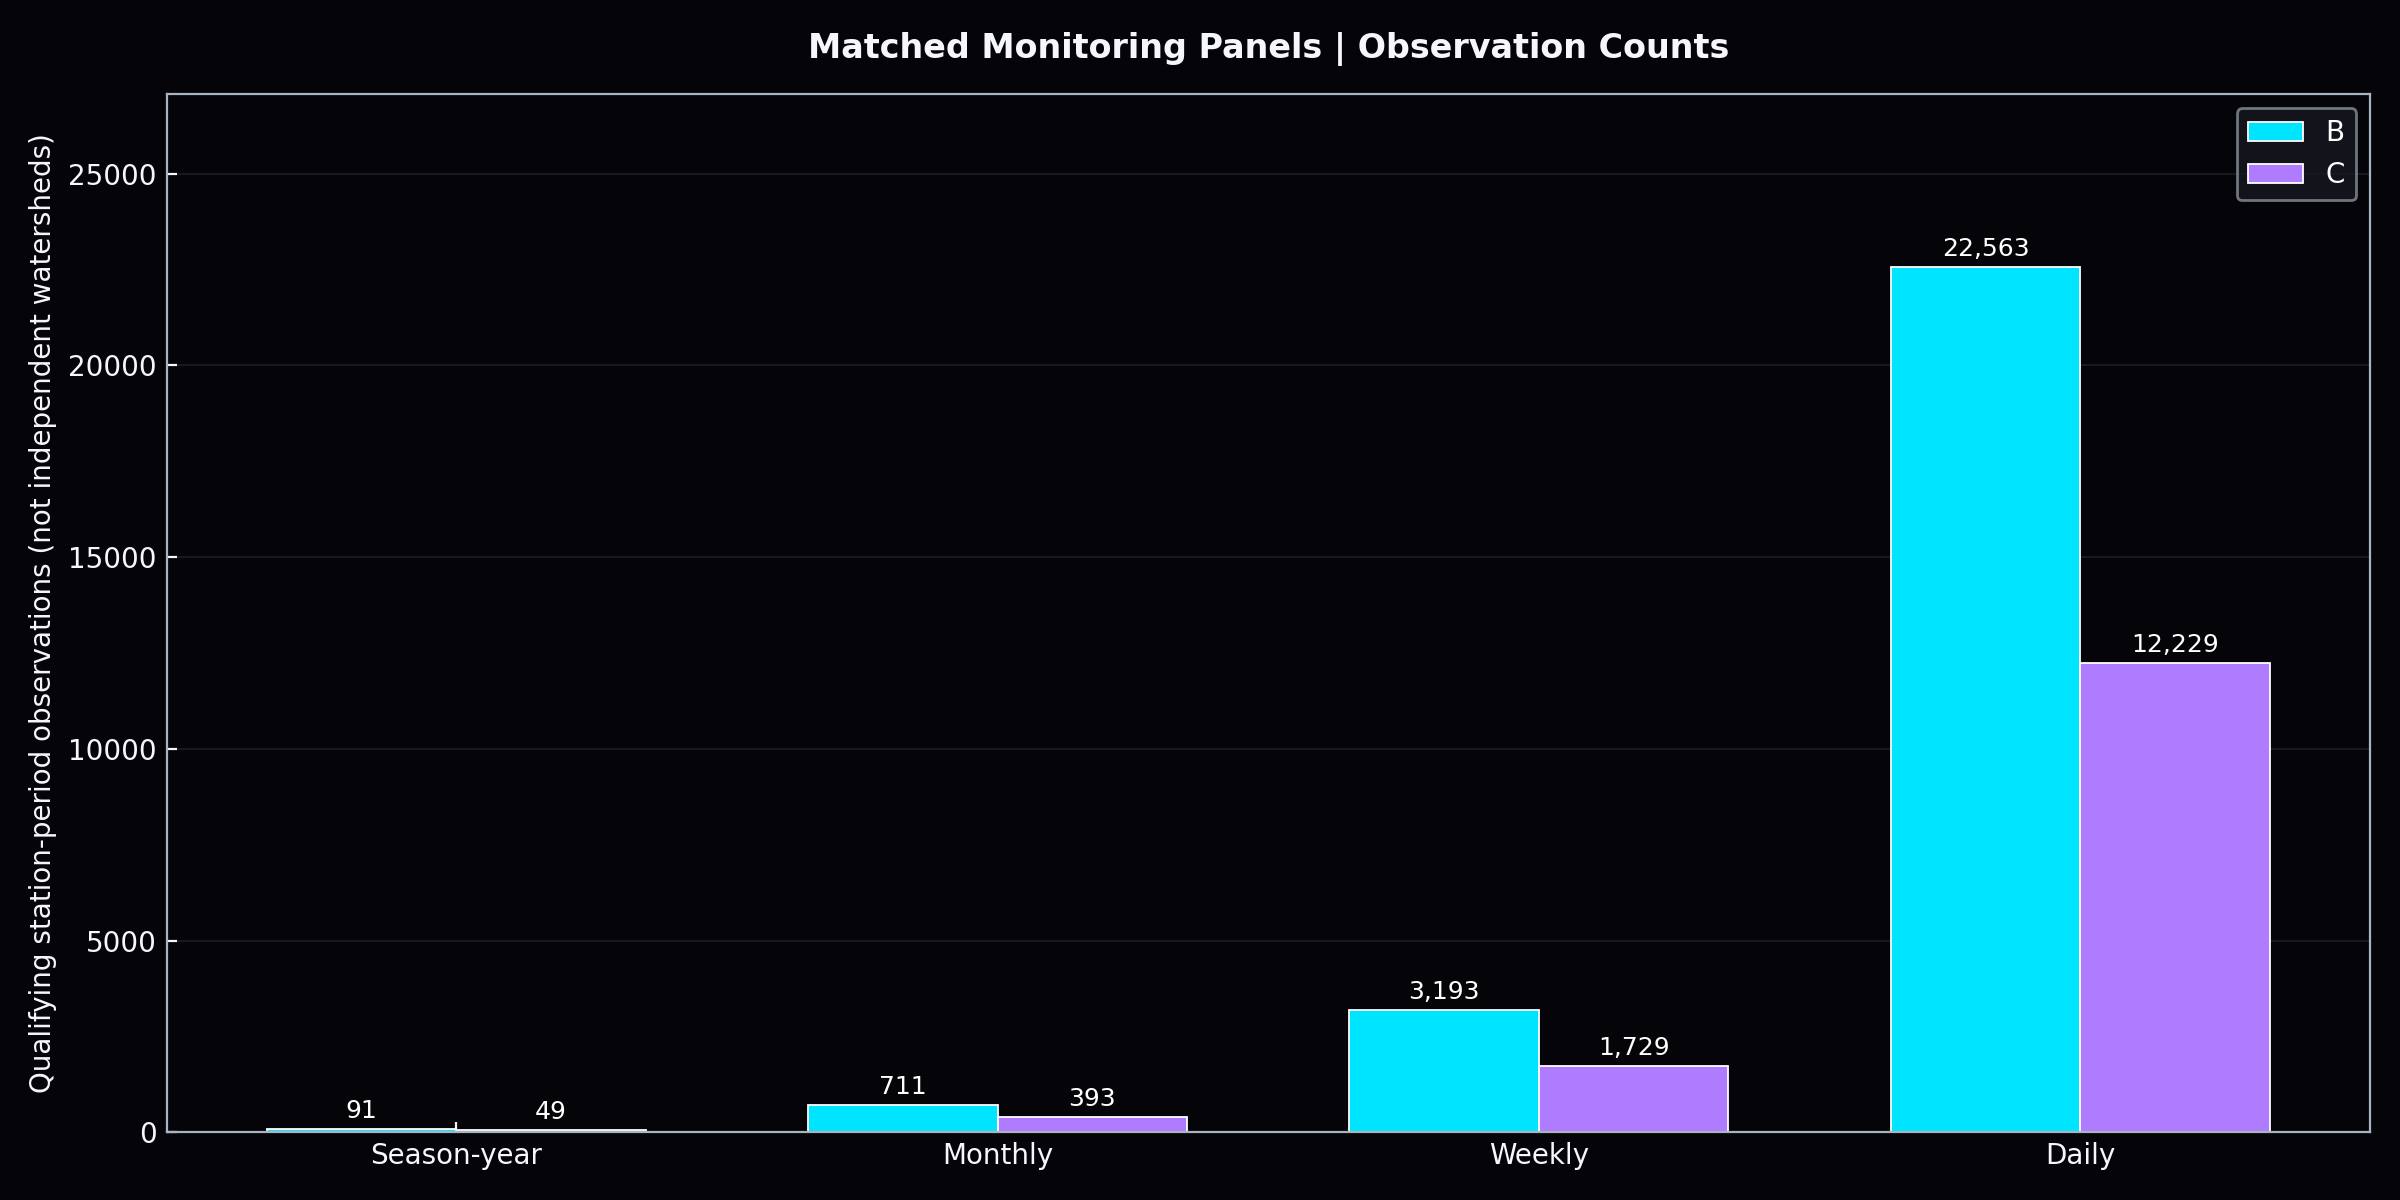 Matched Monitoring Panels | Observation Counts
Qualifying station-period observations (not independent watersheds)
25000
20000
15000
10000
5000
0
B
C
91
49
711
393
3,193
1,729
22,563
12,229
Season-year
Monthly
Weekly
Daily